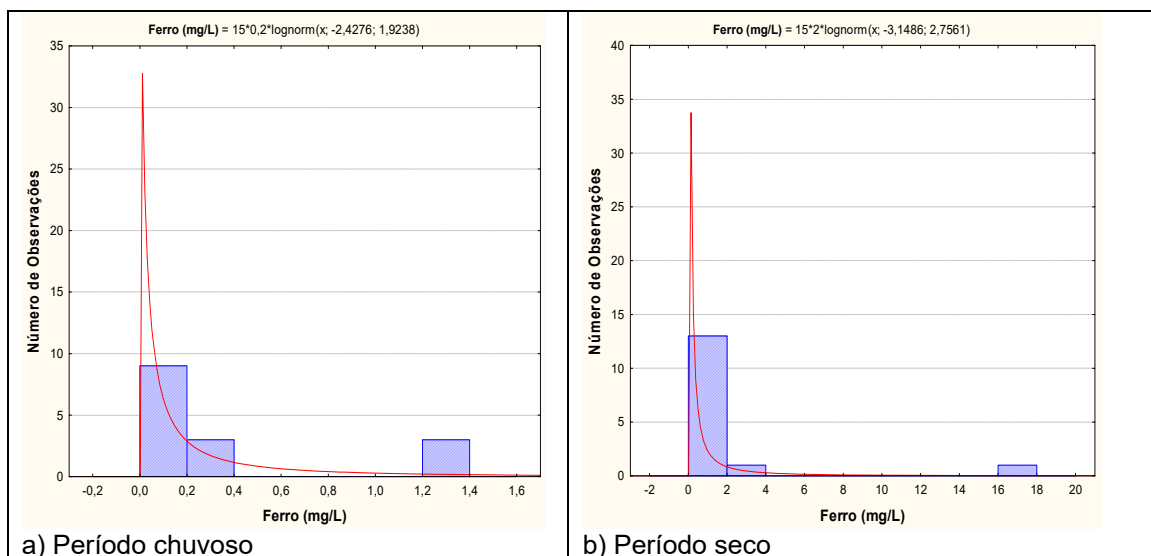 Ferro (mg/L) = 15*0,2*lognorm(x; -2,4276; 1,9238)
35
30
25
20
15
10
5
0
Número de Observações
-0,2 0,0 0,2 0,4 0,6 0,8 1,0 1,2 1,4 1,6
Ferro (mg/L)
a) Período chuvoso
Ferro (mg/L) = 15*2*lognorm(x; -3,1486; 2,7561)
40
35
30
25
20
15
10
5
0
Número de Observações
-2 0 2 4 6 8 10 12 14 16 18 20
Ferro (mg/L)
b) Período seco